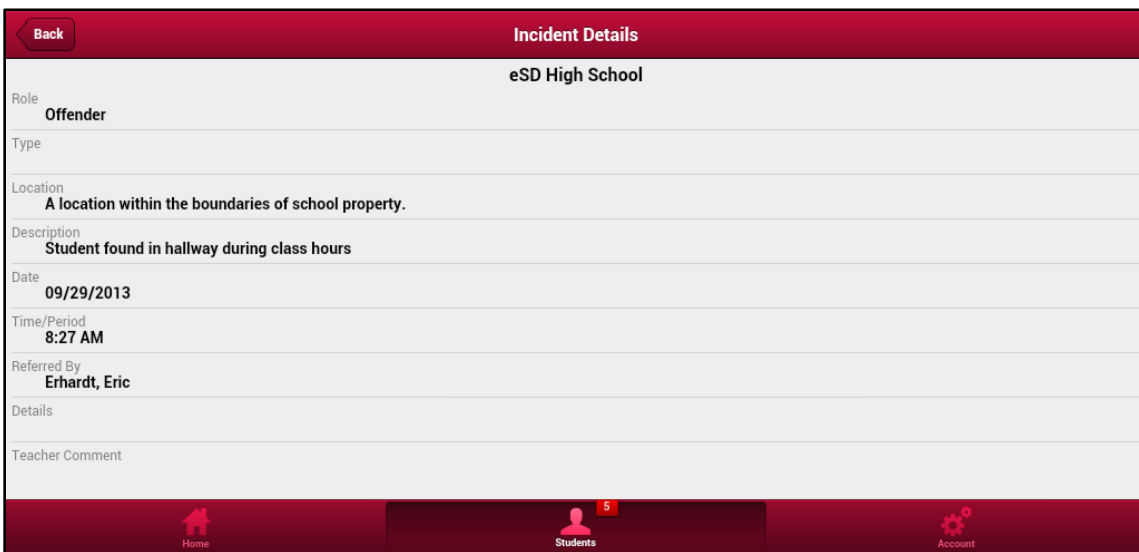 Back
Incident Details
eSD High School
Role
Offender
Type
Location
A location within the boundaries of school property.
Description
Student found in hallway during class hours
Date
09/29/2013
Time/Period
8:27 AM
Referred By
Erhardt, Eric
Details
Teacher Comment
5
Home
Students
Account